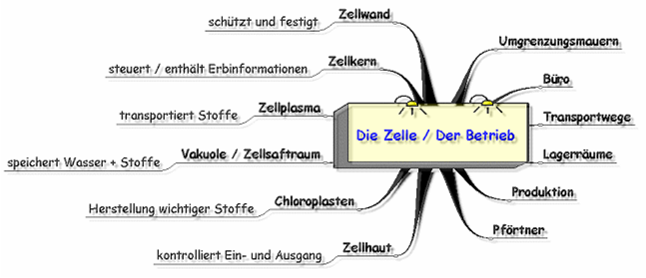 schützt und festigt
Zellwand
steuert / enthält Erbinformationen
Zellkern
transportiert Stoffe
Zellplasma
speichert Wasser + Stoffe
Vakuole / Zellsaftraum
Herstellung wichtiger Stoffe
Chloroplasten
kontrolliert Ein- und Ausgang
Zellhaut
Die Zelle / Der Betrieb
Umgrenzungsmauern
Büro
Transportwege
Lagerräume
Produktion
Pförtner